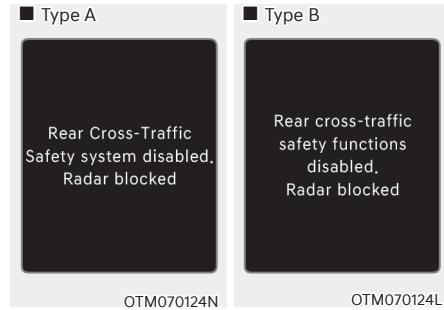 ■ Type A
Rear Cross-Traffic
Safety system disabled.
Radar blocked
OTM070124N
■ Type B
Rear cross-traffic
safety functions
disabled.
Radar blocked
OTM070124L